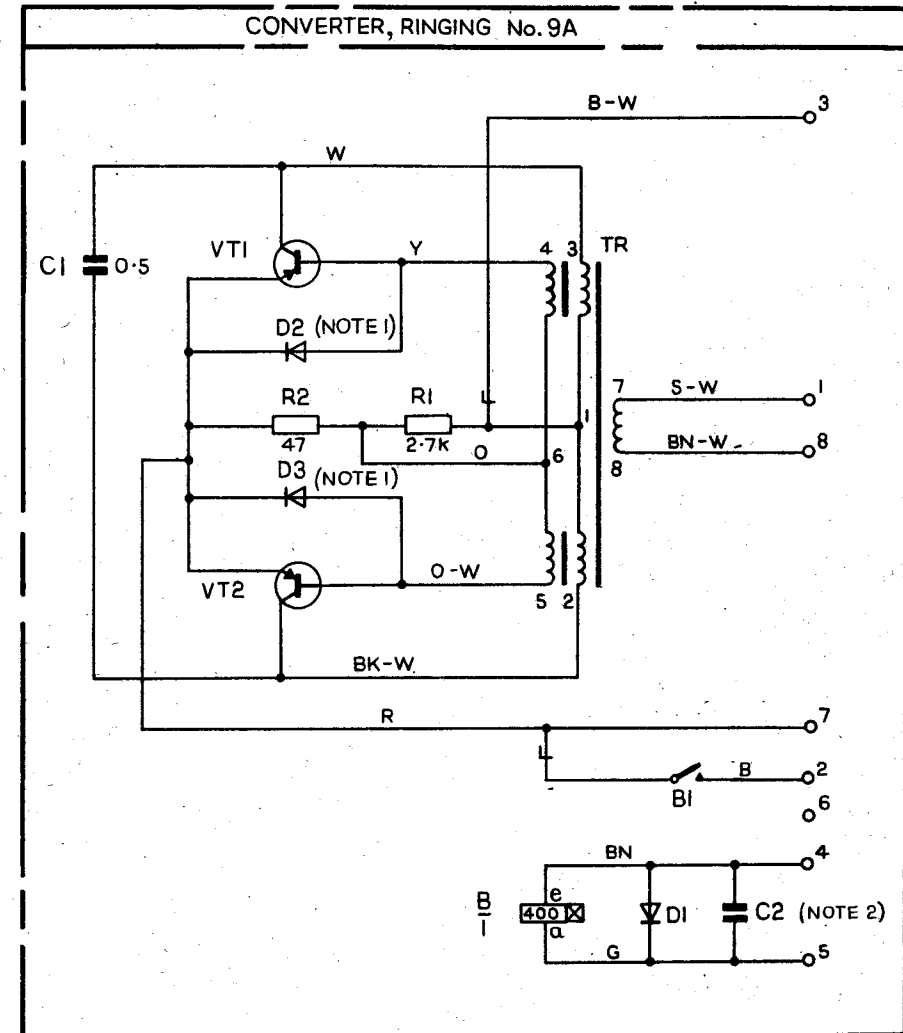 CONVERTER, RINGING No. 9A
B-W
3
W
VT1
Y
4
3
TR
C1
0·5
D2 (NOTE 1)
7
S-W
1
R2
R1
1
47
2·7K
O
6
BN-W
8
8
D3 (NOTE 1)
O-W
VT2
5
2
BK-W
R
7
B
2
B1
6
BN
4
B
1
e
400
a
D1
C2 (NOTE 2)
G
5